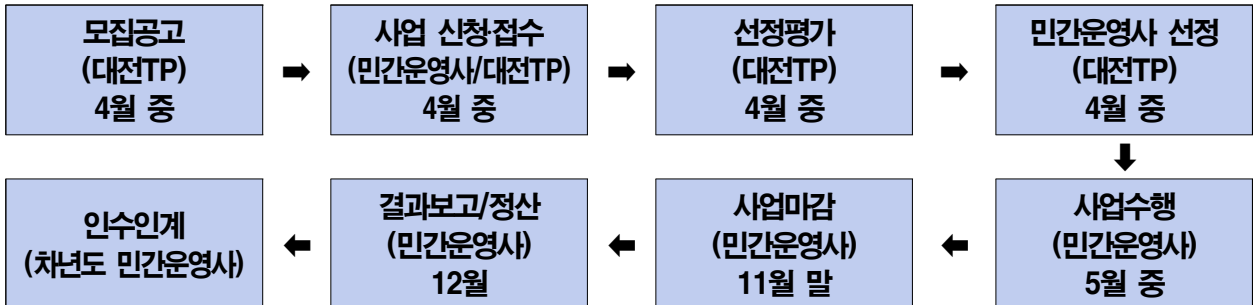 모집공고
(대전TP)
4월 중
사업 신청·접수
(민간운영사/대전TP)
4월 중
선정평가
(대전TP)
4월 중
민간운영사 선정
(대전TP)
4월 중
사업수행
(민간운영사)
5월 중
사업마감
(민간운영사)
11월 말
결과보고/정산
(민간운영사)
12월
인수인계
(차년도 민간운영사)